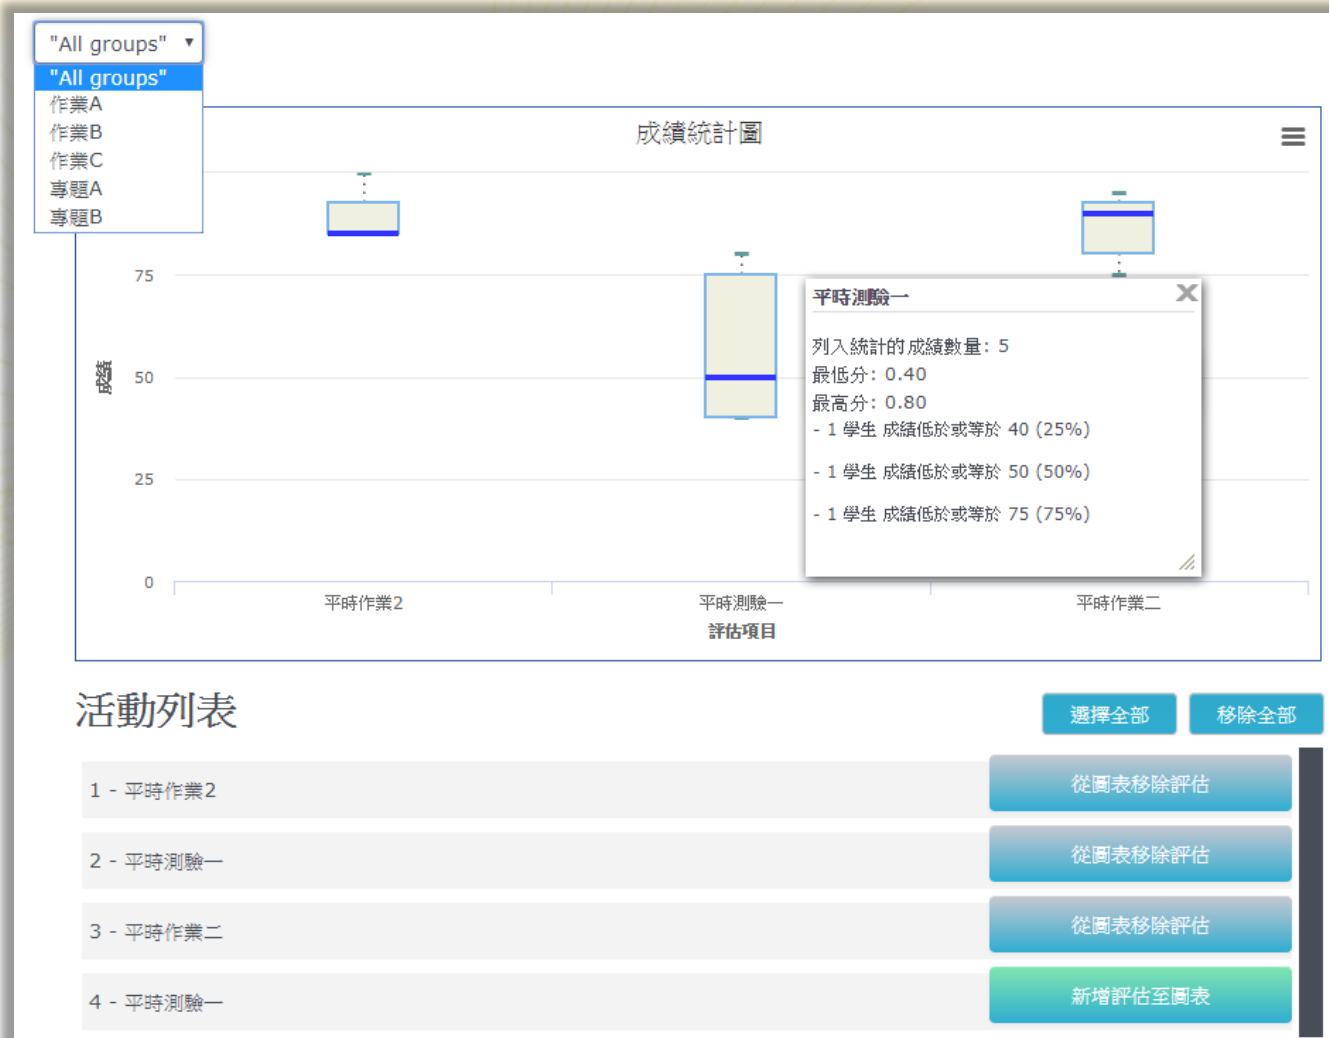 "All groups"
"All groups"
作業A
作業B
作業C
專題A
專題B
成績統計圖
75
50
25
0
成績
平時作業2
平時測驗一
平時作業二
評估項目
平時測驗一
列入統計的成績數量: 5
最低分: 0.40
最高分: 0.80
- 1 學生 成績低於或等於 40 (25%)
- 1 學生 成績低於或等於 50 (50%)
- 1 學生 成績低於或等於 75 (75%)
活動列表
選擇全部
移除全部
1 - 平時作業2
從圖表移除評估
2 - 平時測驗一
從圖表移除評估
3 - 平時作業二
從圖表移除評估
4 - 平時測驗一
新增評估至圖表